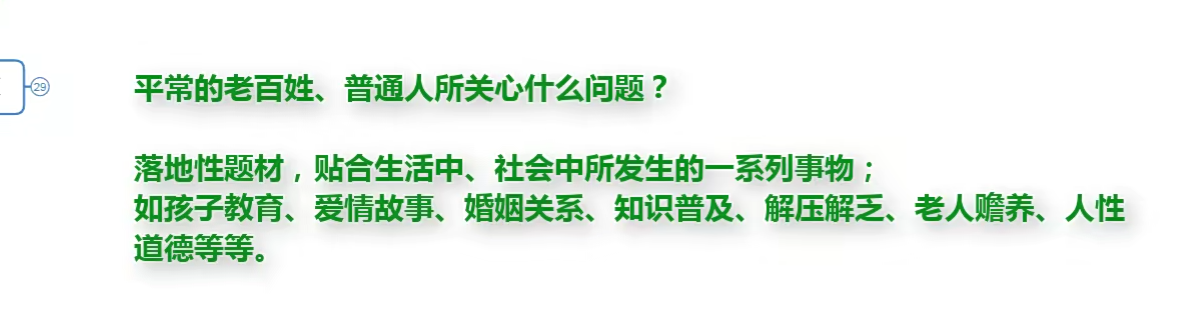 29
平常的老百姓、普通人所关心什么问题？
落地性题材，贴合生活中、社会中所发生的一系列事物；
如孩子教育、爱情故事、婚姻关系、知识普及、解压解乏、老人赡养、人性
道德等等。